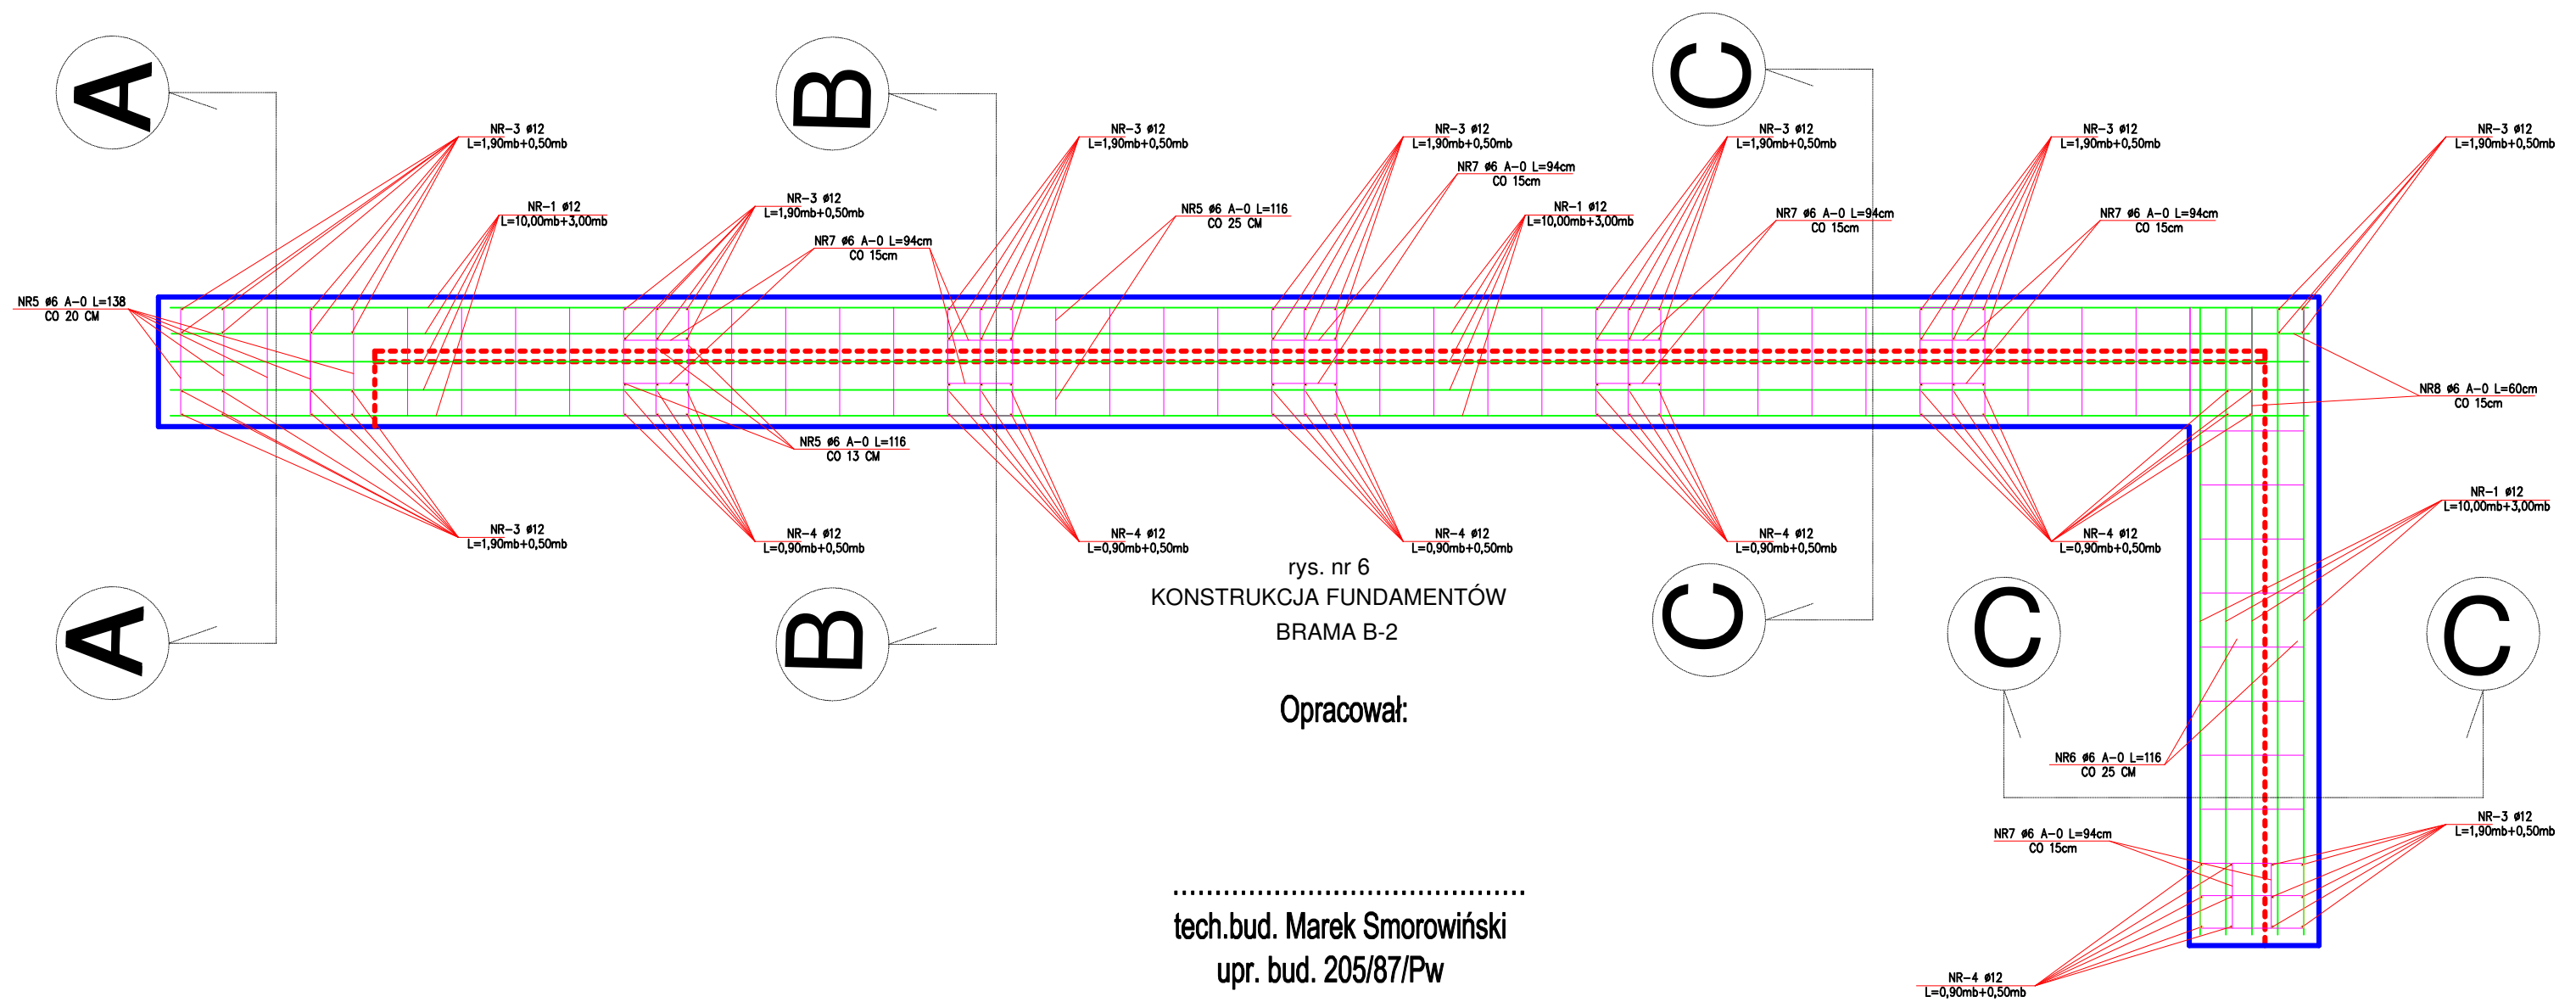 A
B
C
NR-3 ø12
L=1,90mb+0,50mb
NR-3 ø12
L=1,90mb+0,50mb
NR-3 ø12
L=1,90mb+0,50mb
NR-3 ø12
L=1,90mb+0,50mb
NR-3 ø12
L=1,90mb+0,50mb
NR-3 ø12
L=1,90mb+0,50mb
NR7 ø6 A-0 L=94cm
CO 15cm
NR-3 ø12
L=1,90mb+0,50mb
NR-1 ø12
L=10,00mb+3,00mb
NR5 ø6 A-0 L=116
CO 25 CM
NR-1 ø12
L=10,00mb+3,00mb
NR7 ø6 A-0 L=94cm
CO 15cm
NR7 ø6 A-0 L=94cm
CO 15cm
NR7 ø6 A-0 L=94cm
CO 15cm
NR5 ø6 A-0 L=138
CO 20 CM
NR8 ø6 A-0 L=60cm
CO 15cm
NR5 ø6 A-0 L=116
CO 13 CM
NR-1 ø12
L=10,00mb+3,00mb
NR-3 ø12
L=1,90mb+0,50mb
NR-4 ø12
L=0,90mb+0,50mb
NR-4 ø12
L=0,90mb+0,50mb
NR-4 ø12
L=0,90mb+0,50mb
NR-4 ø12
L=0,90mb+0,50mb
NR-4 ø12
L=0,90mb+0,50mb
rys. nr 6
KONSTRUKCJA FUNDAMENTÓW
BRAMA B-2
A
B
C
C
C
Opracował:
NR6 ø6 A-0 L=116
CO 25 CM
NR-3 ø12
L=1,90mb+0,50mb
NR7 ø6 A-0 L=94cm
CO 15cm
..........................................
tech.bud. Marek Smorowiński
upr. bud. 205/87/Pw
NR-4 ø12
L=0,90mb+0,50mb